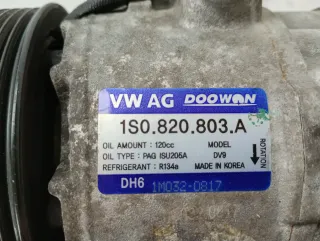 VW AG DOOWON
1S0.820.803.A
OIL AMOUNT : 120cc MODEL
OIL TYPE : PAG ISU206A DV9
REFRIGERANT : R134a MADE IN KOREA
ROTATION
DH6 1M032-0817